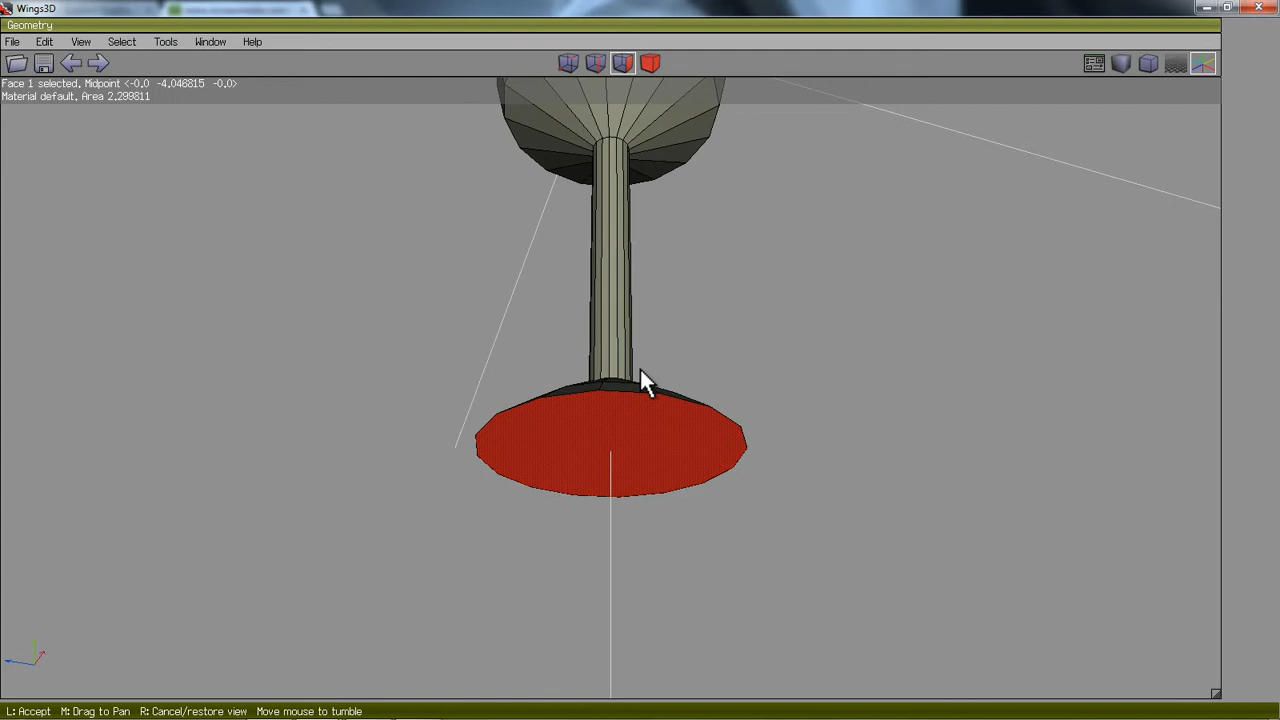 Wings3D
Geometry
File Edit View Select Tools Window Help
Face 1 selected. Midpoint <-0.0 -4.046815 -0.0>
Material default. Area 2.299811
L: Accept M: Drag to Pan R: Cancel/restore view Move mouse to tumble